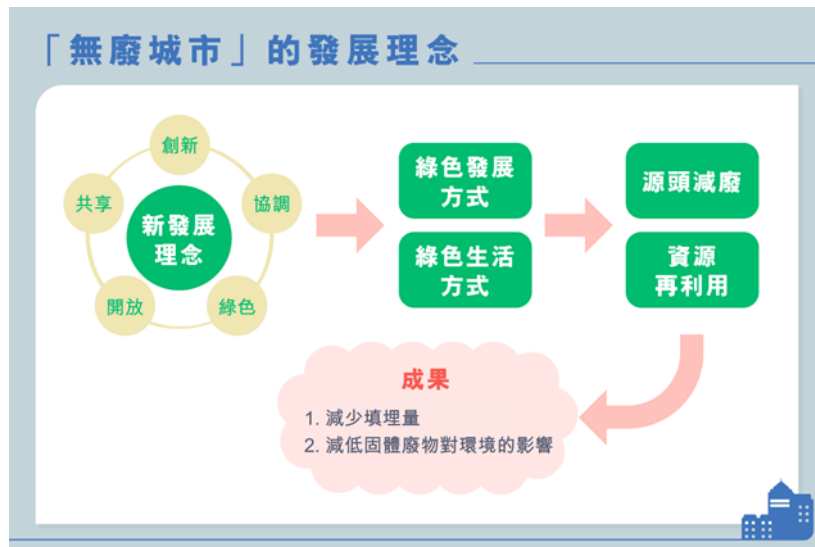 「無廢城市」的發展理念
創新
共享
協調
新發展
理念
開放
綠色
綠色發展
方式
綠色生活
方式
源頭減廢
資源
再利用
成果
1. 減少填埋量
2. 減低固體廢物對環境的影響